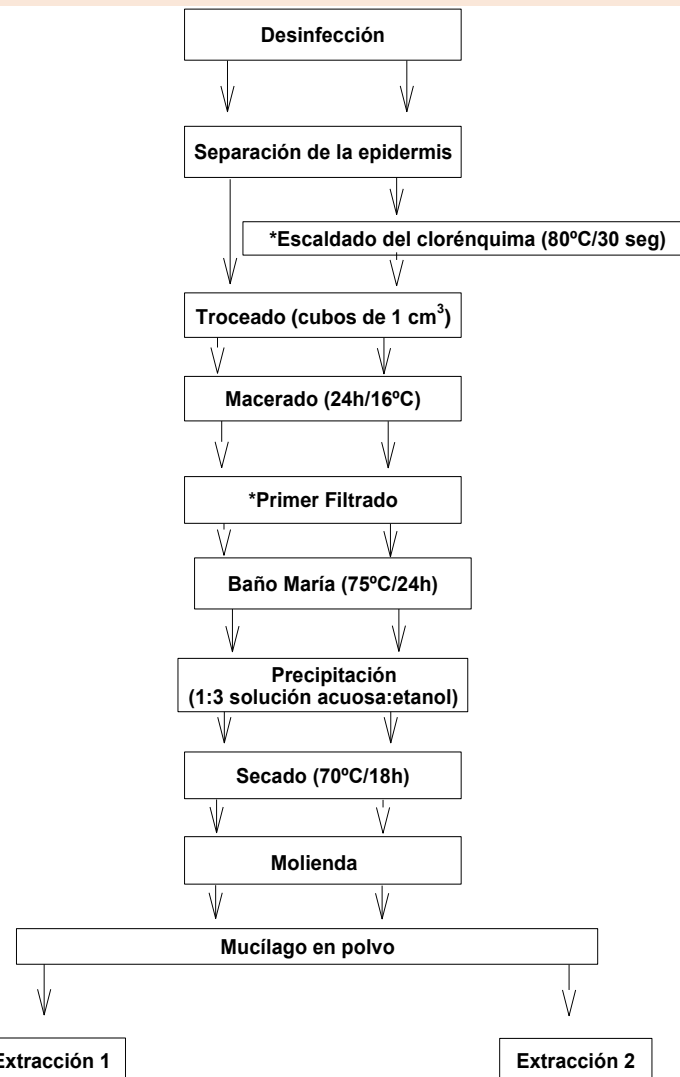 Desinfección
Separación de la epidermis
*Escaldado del clorénquima (80ºC/30 seg)
Troceado (cubos de 1 cm³)
Macerado (24h/16ºC)
*Primer Filtrado
Baño María (75ºC/24h)
Precipitación
(1:3 solución acuosa:etanol)
Secado (70ºC/18h)
Molienda
Mucílago en polvo
Extracción 1
Extracción 2